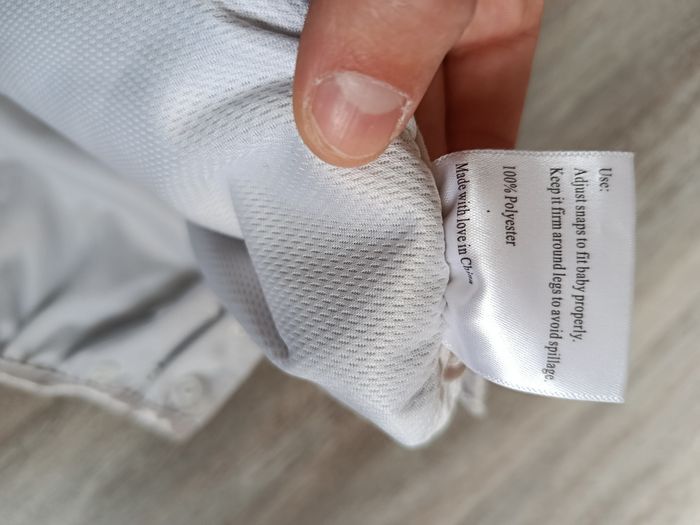 Use:
Adjust snaps to fit baby properly.
Keep it firm around legs to avoid spillage
100% Polyester
Made with love in China